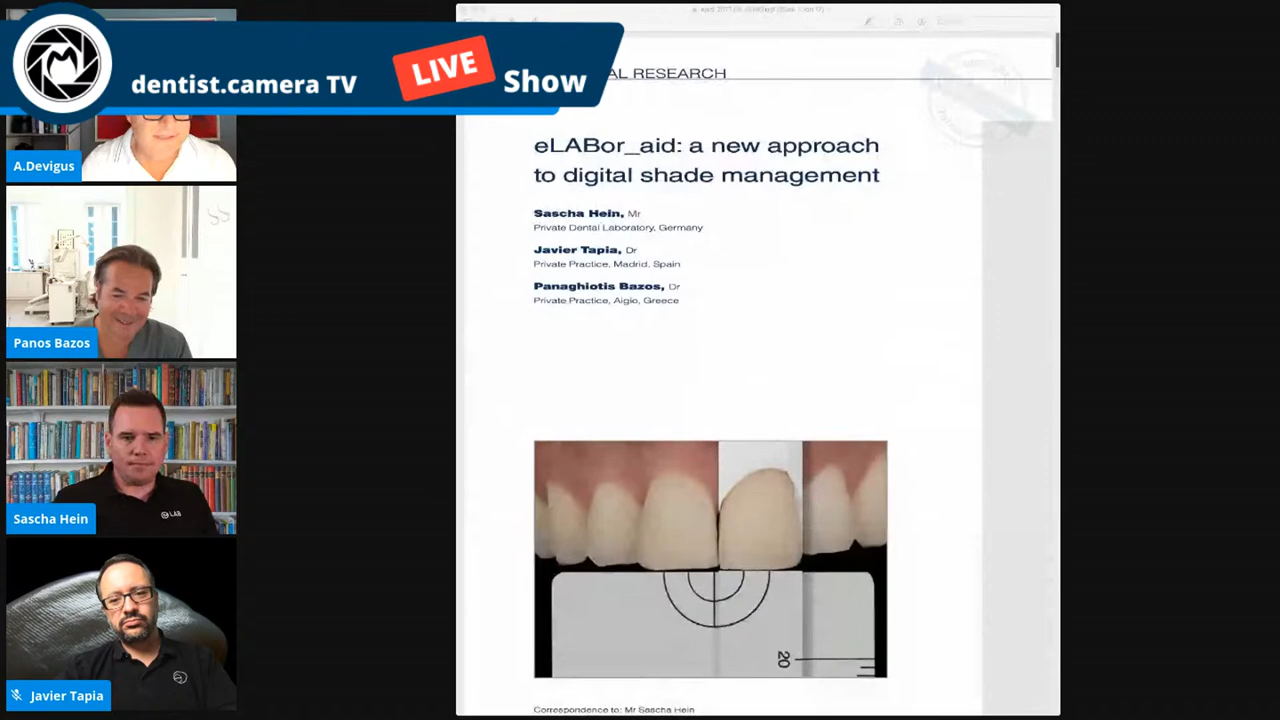 dentist.camera TV
LIVE
Show
A.Devigus
Panos Bazos
Sascha Hein
LAB
Javier Tapia
AL RESEARCH
eLABor_aid: a new approach
to digital shade management
Sascha Hein, Mr
Private Dental Laboratory, Germany
Javier Tapia, Dr
Private Practice, Madrid, Spain
Panaghiotis Bazos, Dr
Private Practice, Aigio, Greece
20
Correspondence to: Mr Sascha Hein